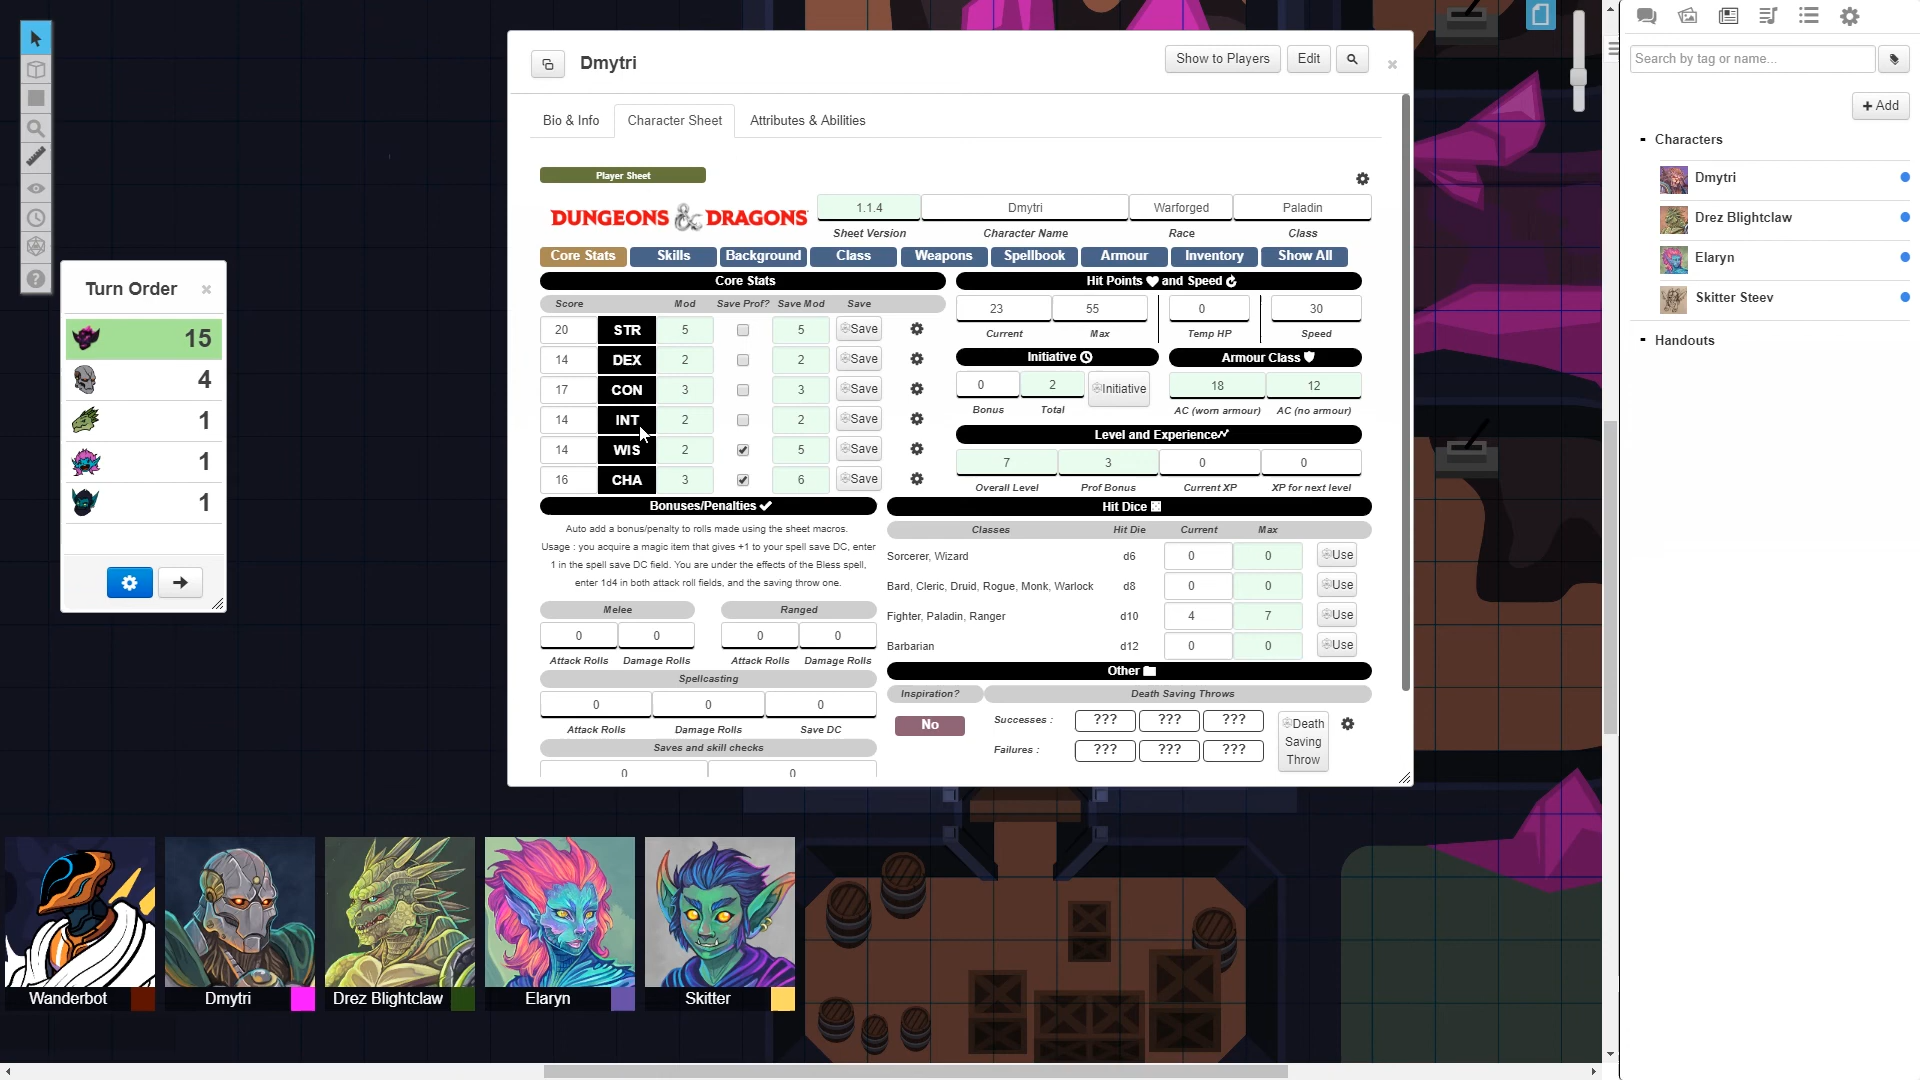 Dmytri
Show to Players
Edit
Bio & Info
Character Sheet
Attributes & Abilities
Player Sheet
DUNGEONS & DRAGONS
1.1.4
Dmytri
Warforged
Paladin
Sheet Version
Character Name
Race
Class
Core Stats
Skills
Background
Class
Weapons
Spellbook
Armour
Inventory
Show All
Core Stats
Score Mod Save Prof? Save Mod Save
20 STR 5 5 Save
14 DEX 2 2 Save
17 CON 3 3 Save
14 INT 2 2 Save
14 WIS 2 5 Save
16 CHA 3 6 Save
Hit Points and Speed
23 55 0 30
Current Max Temp HP Speed
Initiative
0 2 Initiative
Bonus Total
Armour Class
18 12
AC (worn armour) AC (no armour)
Level and Experience
7 3 0 0
Overall Level Prof Bonus Current XP XP for next level
Bonuses/Penalties
Auto add a bonus/penalty to rolls made using the sheet macros.
Usage : you acquire a magic item that gives +1 to your spell save DC, enter
1 in the spell save DC field. You are under the effects of the Bless spell,
enter 1d4 in both attack roll fields, and the saving throw one.
Melee Ranged
0 0 0 0
Attack Rolls Damage Rolls Attack Rolls Damage Rolls
Spellcasting
0 0 0
Attack Rolls Damage Rolls Save DC
Saves and skill checks
0 0
Hit Dice
Classes Hit Die Current Max
Sorcerer, Wizard d6 0 0 Use
Bard, Cleric, Druid, Rogue, Monk, Warlock d8 0 0 Use
Fighter, Paladin, Ranger d10 4 7 Use
Barbarian d12 0 0 Use
Other
Inspiration? Death Saving Throws
No
Successes : ??? ??? ???
Failures : ??? ??? ???
Death
Saving
Throw
Turn Order
15
4
1
1
1
Wanderbot
Dmytri
Drez Blightclaw
Elaryn
Skitter
Search by tag or name...
+ Add
Characters
Dmytri
Drez Blightclaw
Elaryn
Skitter Steev
Handouts